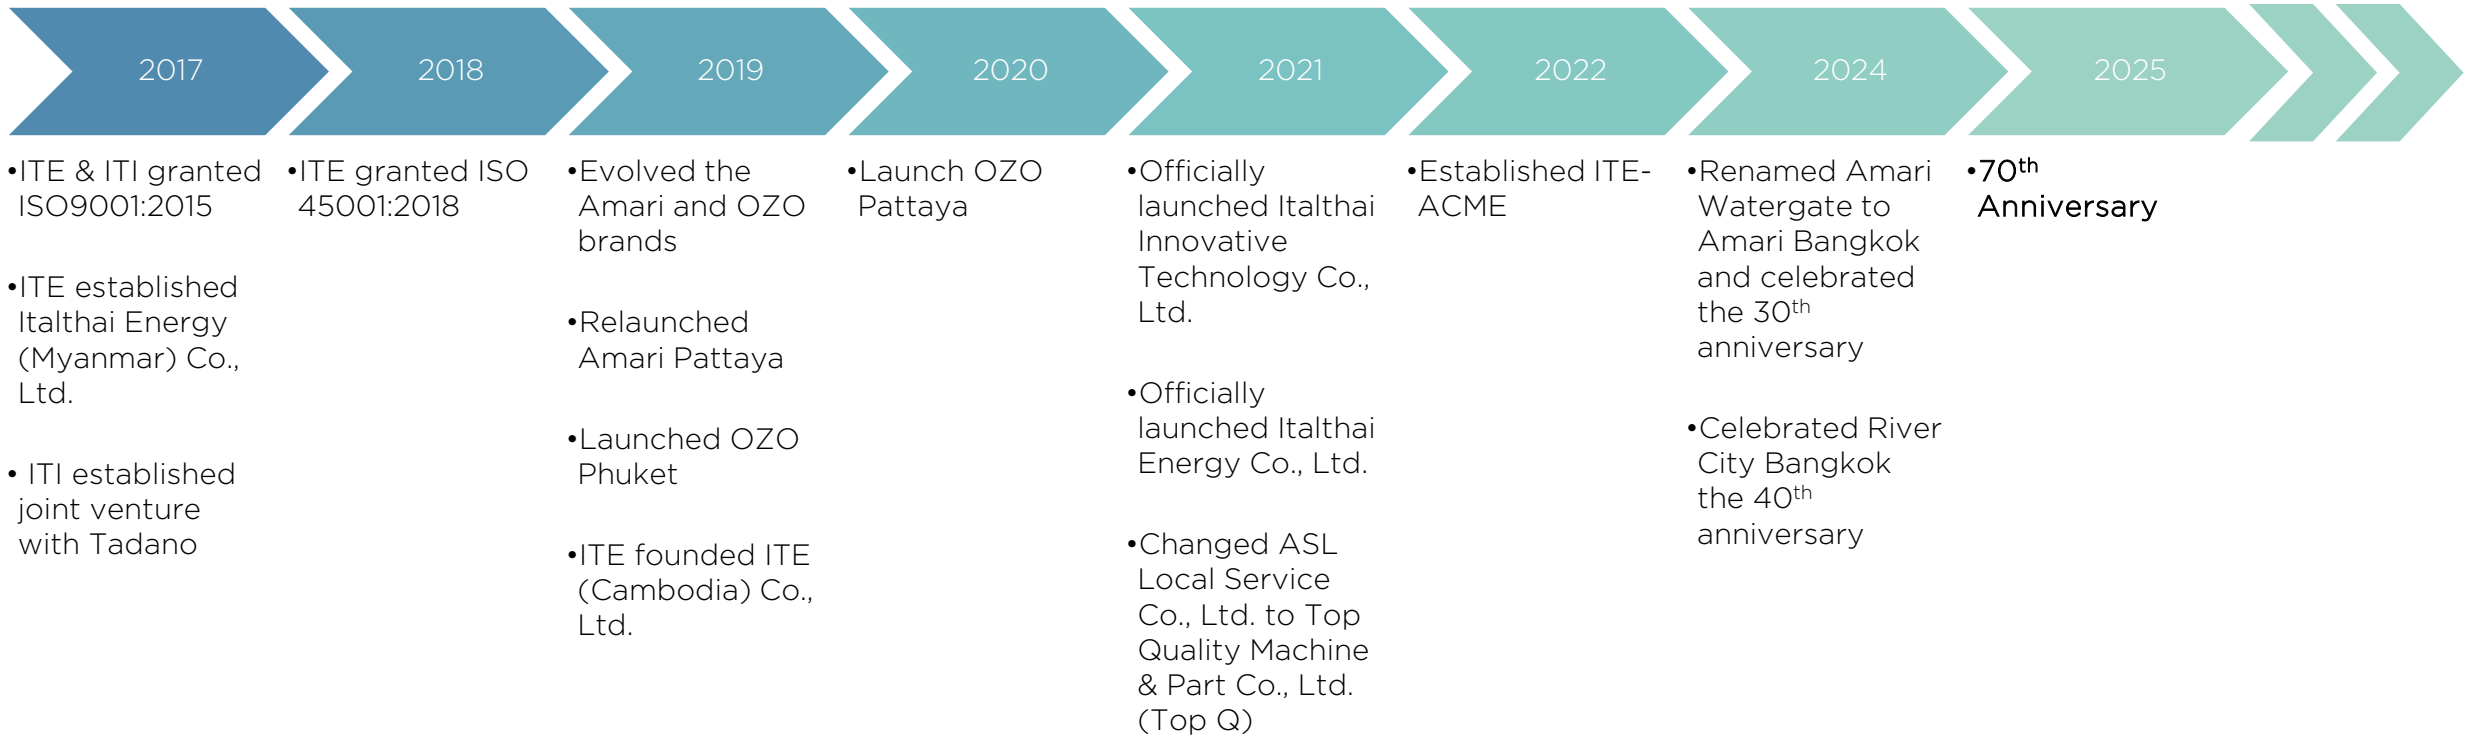 2017
2018
2019
2020
2021
2022
2024
2025
•ITE & ITI granted
ISO9001:2015
•ITE established
Italthai Energy
(Myanmar) Co.,
Ltd.
• ITI established
joint venture
with Tadano
•ITE granted ISO
45001:2018
•Evolved the
Amari and OZO
brands
•Relaunched
Amari Pattaya
•Launched OZO
Phuket
•ITE founded ITE
(Cambodia) Co.,
Ltd.
•Launch OZO
Pattaya
•Officially
launched Italthai
Innovative
Technology Co.,
Ltd.
•Officially
launched Italthai
Energy Co., Ltd.
•Changed ASL
Local Service
Co., Ltd. to Top
Quality Machine
& Part Co., Ltd.
(Top Q)
•Established ITE-
ACME
•Renamed Amari
Watergate to
Amari Bangkok
and celebrated
the 30th
anniversary
•Celebrated River
City Bangkok
the 40th
anniversary
•70th
Anniversary